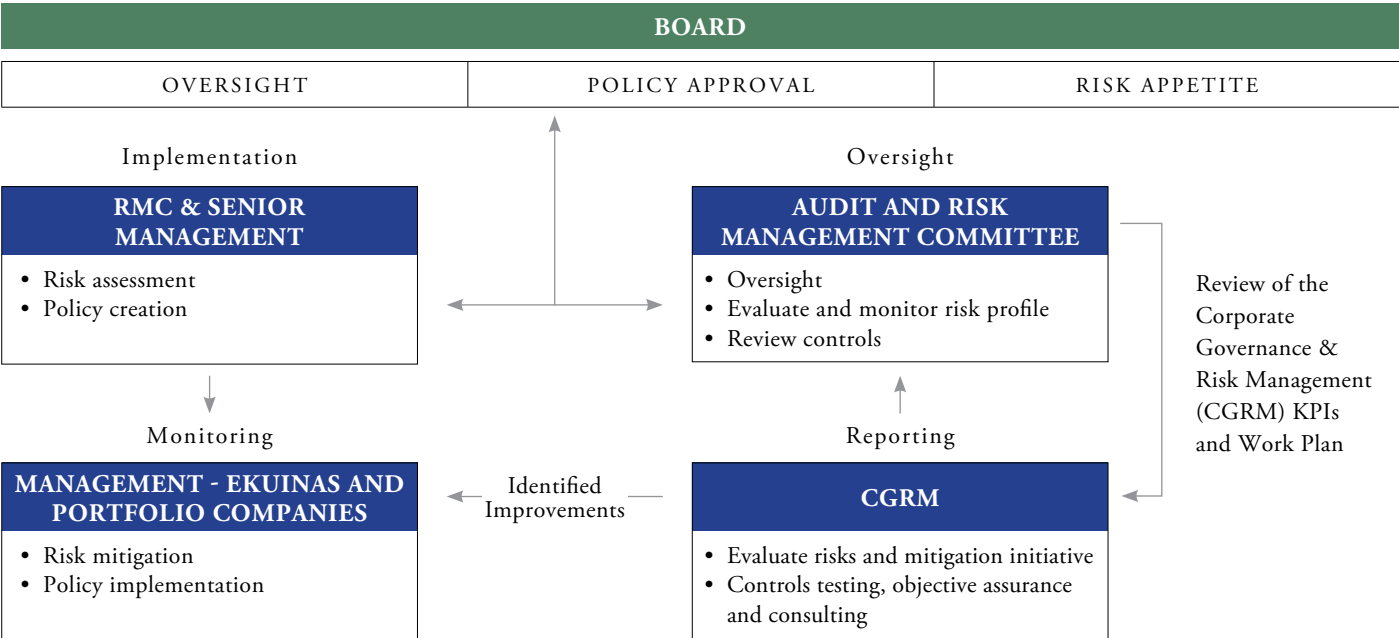 BOARD
OVERSIGHT
POLICY APPROVAL
RISK APPETITE
Implementation
RMC & SENIOR
MANAGEMENT
• Risk assessment
• Policy creation
Oversight
AUDIT AND RISK
MANAGEMENT COMMITTEE
• Oversight
• Evaluate and monitor risk profile
• Review controls
Review of the
Corporate
Governance &
Risk Management
(CGRM) KPIs
and Work Plan
Monitoring
MANAGEMENT - EKUINAS AND
PORTFOLIO COMPANIES
• Risk mitigation
• Policy implementation
Identified
Improvements
Reporting
CGRM
• Evaluate risks and mitigation initiative
• Controls testing, objective assurance
and consulting